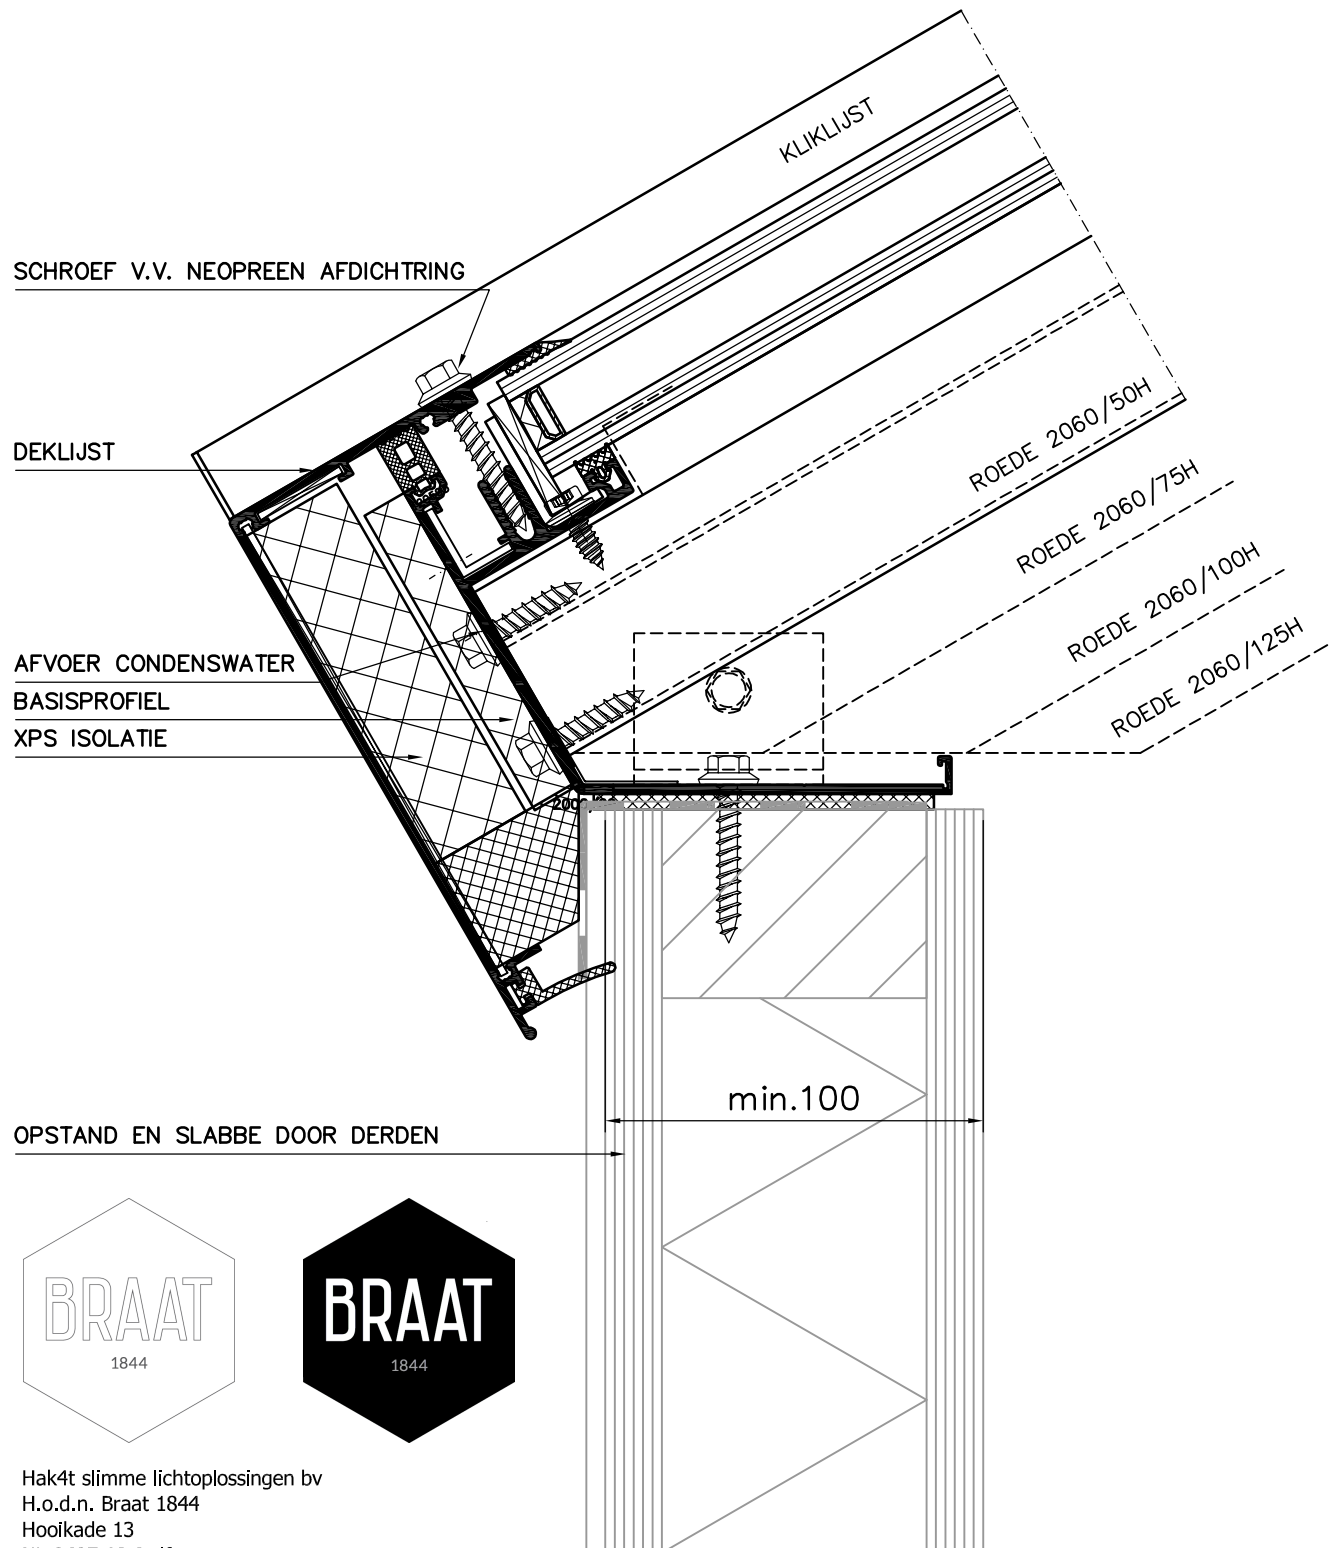 KLIKLIJST
SCHROEF V.V. NEOPREEN AFDICHTRING
DEKLIJST
ROEDE 2060/50H
ROEDE 2060/75H
ROEDE 2060/100H
ROEDE 2060/125H
AFVOER CONDENSWATER
BASISPROFIEL
XPS ISOLATIE
min.100
OPSTAND EN SLABBE DOOR DERDEN
BRAAT
1844
BRAAT
1844
Hak4t slimme lichtoplossingen bv
H.o.d.n. Braat 1844
Hooikade 13